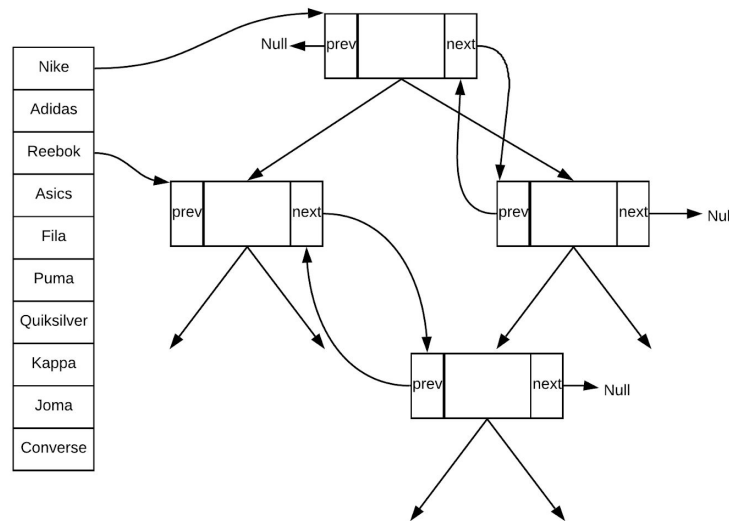 Nike
Adidas
Reebok
Asics
Fila
Puma
Quiksilver
Kappa
Joma
Converse
Null
prev
next
prev
next
prev
next
Nul
prev
next
Null